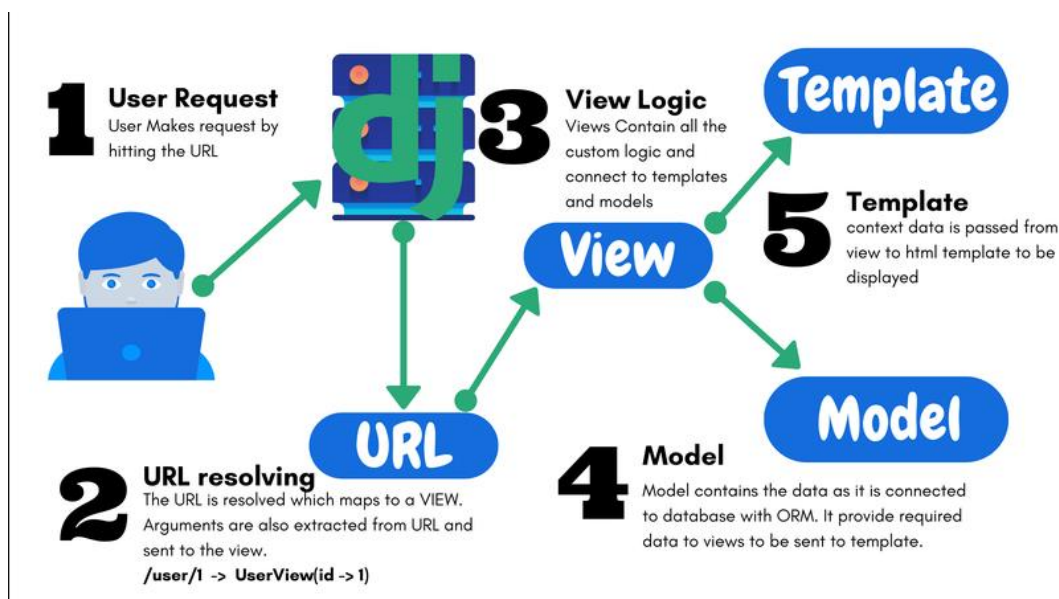 1
User Request
User Makes request by
hitting the URL
dj
3
View Logic
Views Contain all the
custom logic and
connect to templates
and models
Template
5
Template
context data is passed from
view to html template to be
displayed
View
URL
2
URL resolving
The URL is resolved which maps to a VIEW.
Arguments are also extracted from URL and
sent to the view.
/user/1 -> UserView(id -> 1)
Model
4
Model
Model contains the data as it is connected
to database with ORM. It provide required
data to views to be sent to template.